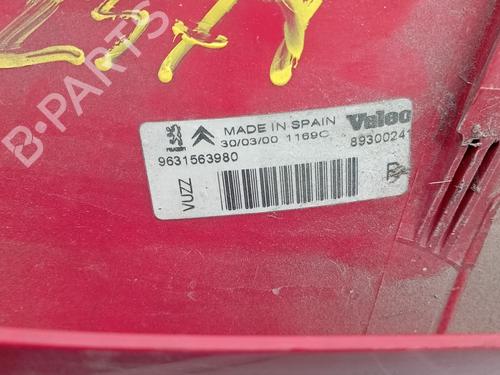 MADE IN SPAIN Valeo
30/03/00 1169C 89300241
9631563980
VUZZ
B-PARTS